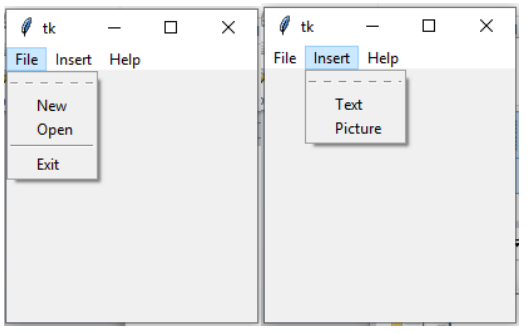 tk
File Insert Help
New
Open
Exit
tk
File Insert Help
Text
Picture